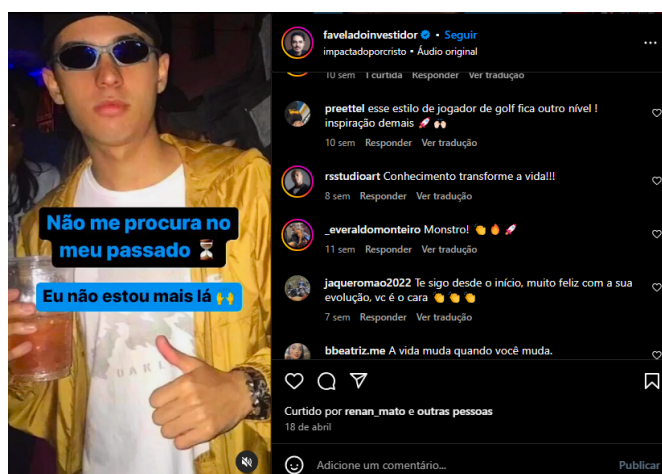 Não me procura no
meu passado ⏳
Eu não estou mais lá 🙌
DARK
faveladoinvestidor • Seguir
impactadoporcristo • Áudio original
10 sem 1 curtida Responder Ver tradução
preettel esse estilo de jogador de golf fica outro nível !
inspiração demais 🚀 🙌🏻
10 sem Responder Ver tradução
rsstudioart Conhecimento transforme a vida!!!
8 sem Responder Ver tradução
_everaldomonteiro Monstro! 👏 🔥 🚀
11 sem Responder Ver tradução
jaqueromao2022 Te sigo desde o início, muito feliz com a sua
evolução, vc é o cara 👏 👏 👏
7 sem Responder Ver tradução
bbeatriz.me A vida muda quando você muda.
Curtido por renan_mato e outras pessoas
18 de abril
Adicione um comentário...
Publicar